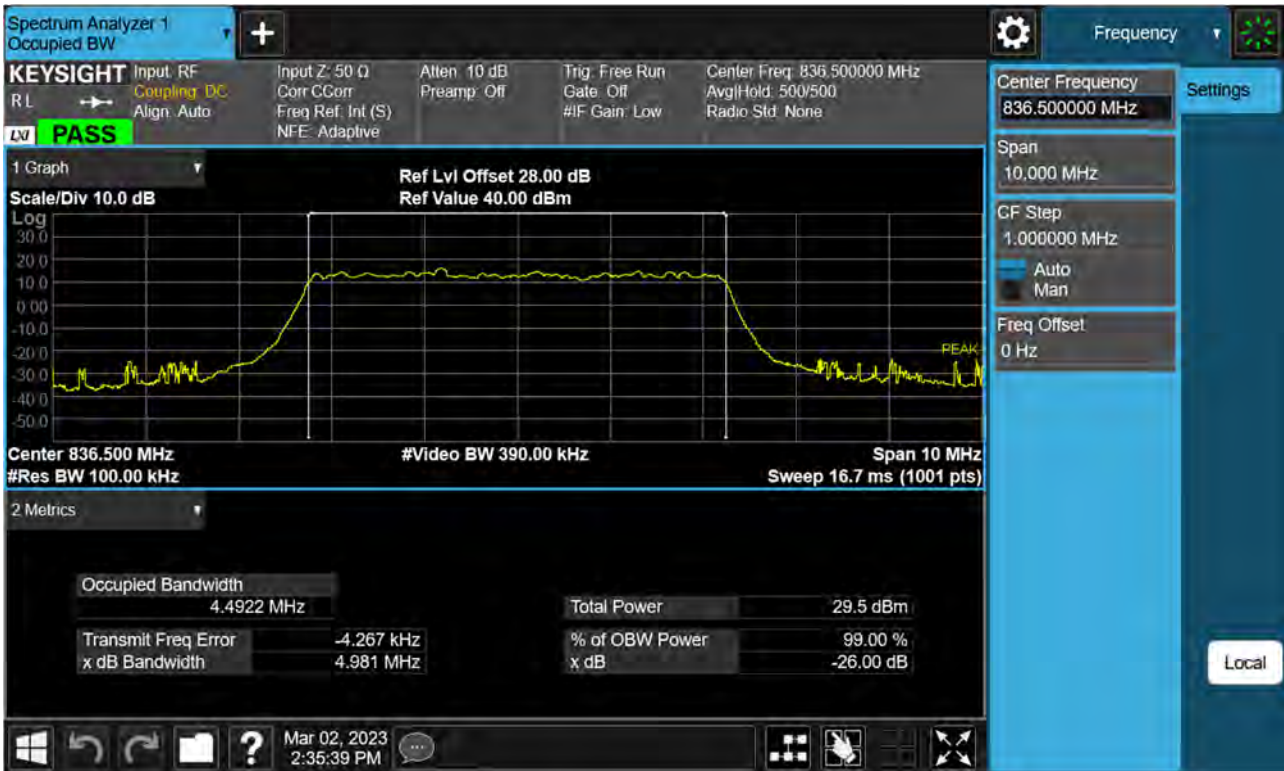 Spectrum Analyzer 1
Occupied BW
+
Frequency
KEYSIGHT
R L
LXI
PASS
Input: RF
Coupling: DC
Align: Auto
Input Z: 50 Ω
Corr CCorr
Freq Ref: Int (S)
NFE: Adaptive
Atten: 10 dB
Preamp: Off
Trig: Free Run
Gate: Off
#IF Gain: Low
Center Freq: 836.500000 MHz
Avg|Hold: 500/500
Radio Std: None
Center Frequency
836.500000 MHz
Settings
Span
10.000 MHz
CF Step
1.000000 MHz
Auto
Man
Freq Offset
0 Hz
Local
1 Graph
Scale/Div 10.0 dB
Ref Lvl Offset 28.00 dB
Ref Value 40.00 dBm
Log
30.0
20.0
10.0
0.00
-10.0
-20.0
-30.0
-40.0
-50.0
PEAK
Center 836.500 MHz
#Video BW 390.00 kHz
Span 10 MHz
#Res BW 100.00 kHz
Sweep 16.7 ms (1001 pts)
2 Metrics
Occupied Bandwidth
4.4922 MHz
Total Power 29.5 dBm
Transmit Freq Error -4.267 kHz
% of OBW Power 99.00 %
x dB Bandwidth 4.981 MHz
x dB -26.00 dB
?
Mar 02, 2023
2:35:39 PM